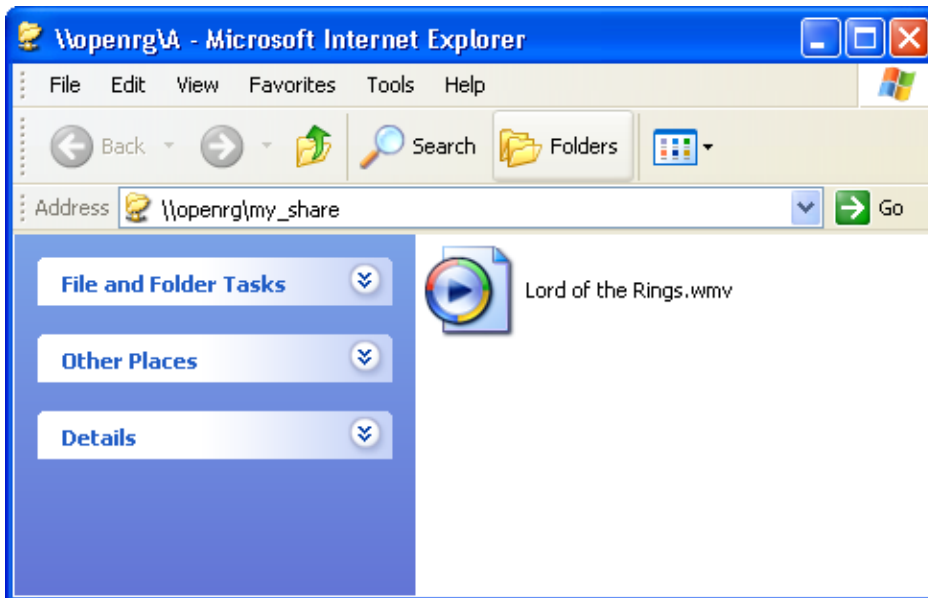 \\openrg\A - Microsoft Internet Explorer
File Edit View Favorites Tools Help
Back Search Folders
Address \\openrg\my_share Go
File and Folder Tasks
Lord of the Rings.wmv
Other Places
Details